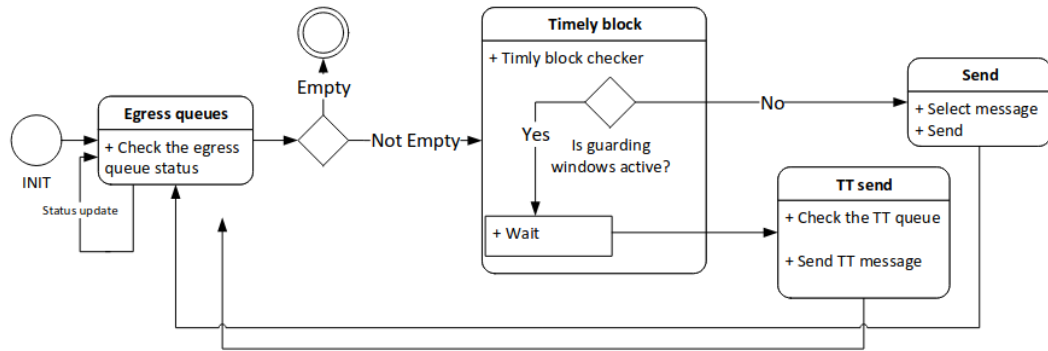 INIT
Egress queues
+ Check the egress
queue status
Status update
Empty
Not Empty
Timely block
+ Timly block checker
Yes
No
Is guarding
windows active?
+ Wait
Send
+ Select message
+ Send
TT send
+ Check the TT queue
+ Send TT message